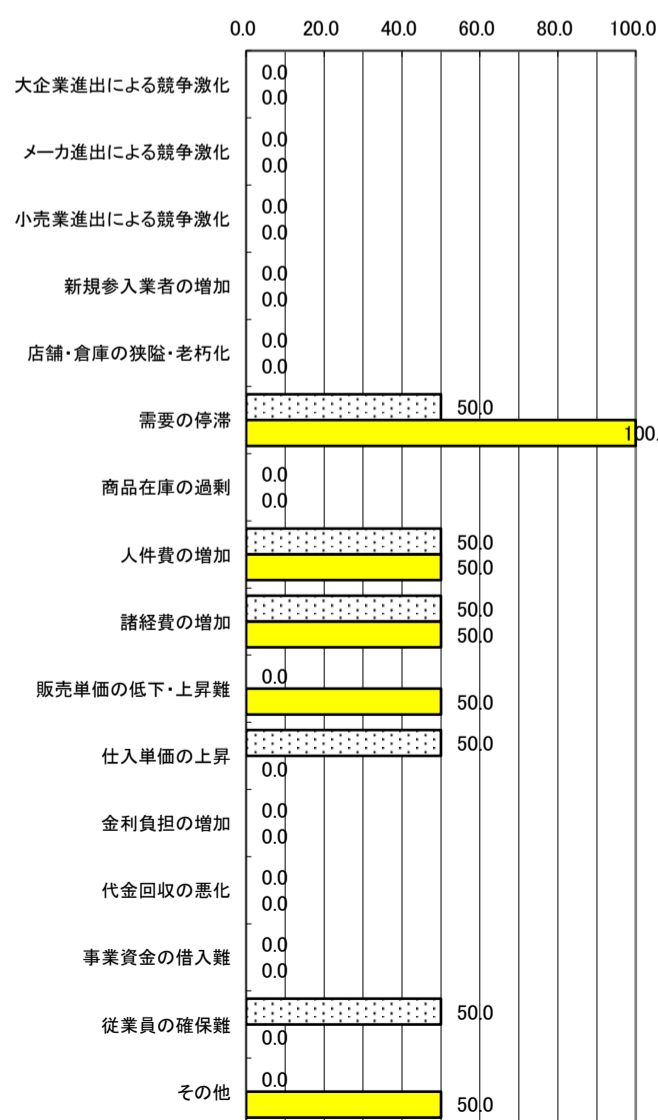 0.0 20.0 40.0 60.0 80.0 100.0
大企業進出による競争激化 0.0
0.0
メーカ進出による競争激化 0.0
0.0
小売業進出による競争激化 0.0
0.0
新規参入業者の増加 0.0
0.0
店舗・倉庫の狭隘・老朽化 0.0
0.0
需要の停滞 50.0
100.
商品在庫の過剰 0.0
0.0
人件費の増加 50.0
50.0
諸経費の増加 50.0
50.0
販売単価の低下・上昇難 0.0
50.0
仕入単価の上昇 50.0
0.0
金利負担の増加 0.0
0.0
代金回収の悪化 0.0
0.0
事業資金の借入難 0.0
0.0
従業員の確保難 50.0
0.0
その他 0.0
50.0